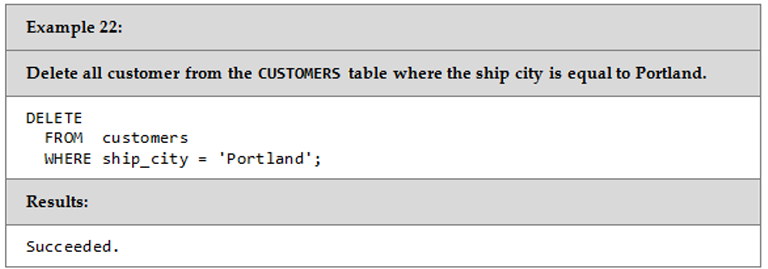 Example 22:
Delete all customer from the CUSTOMERS table where the ship city is equal to Portland.
DELETE
FROM customers
WHERE ship_city = 'Portland';
Results:
Succeeded.